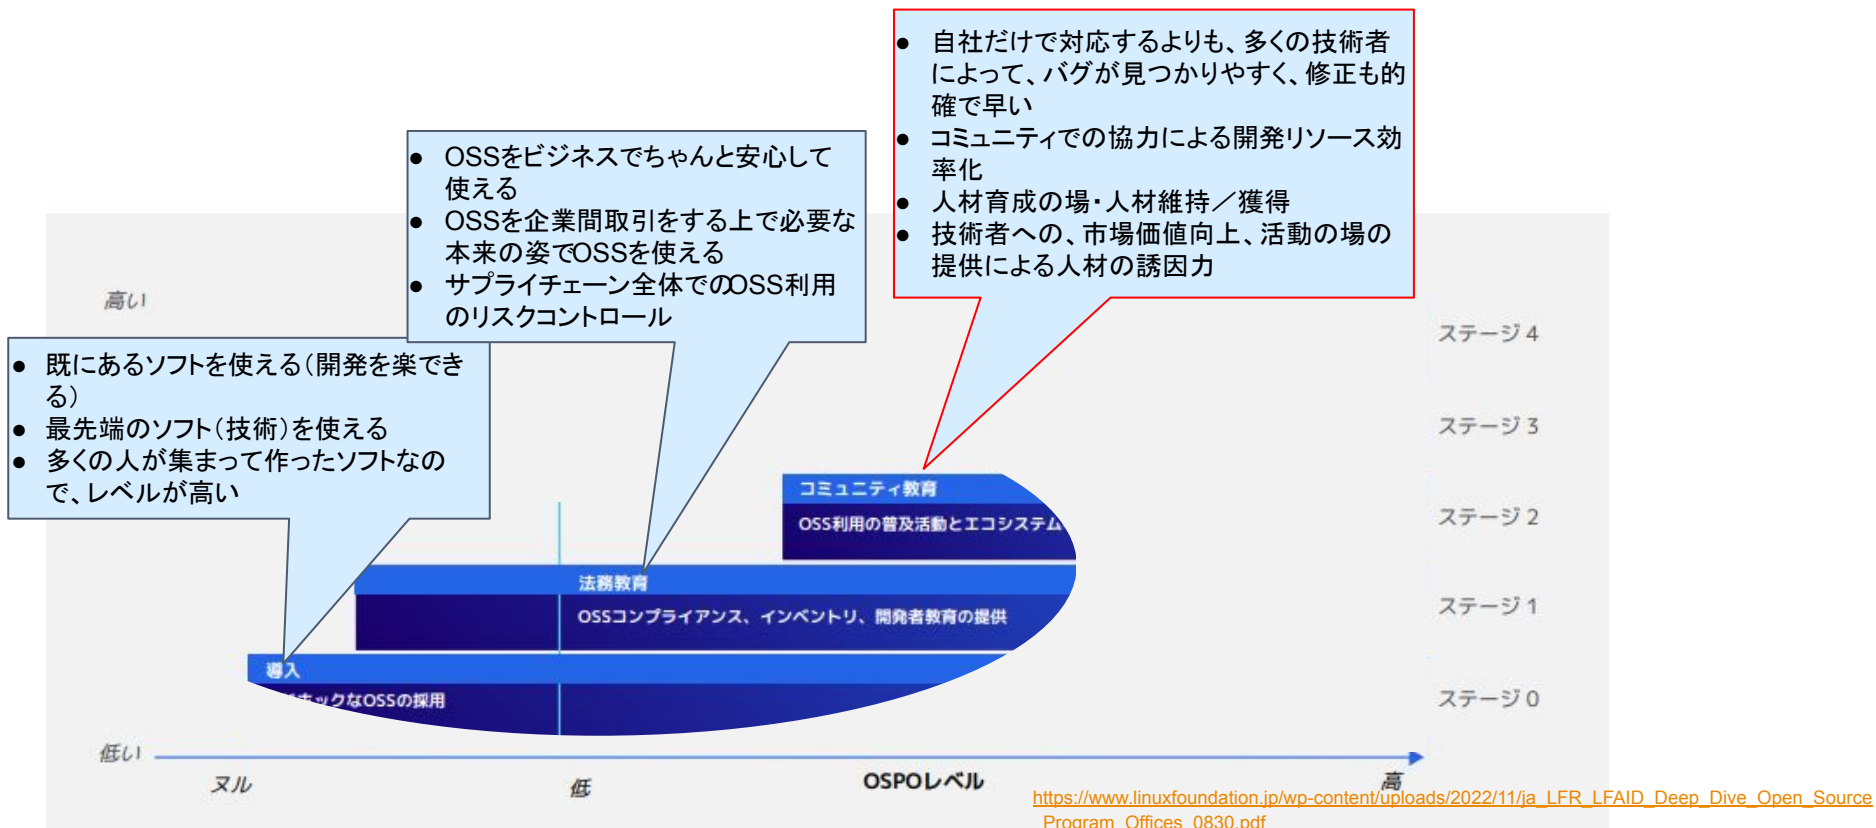 ● 自社だけで対応するよりも、多くの技術者
によって、バグが見つかりやすく、修正も的
確で早い
● コミュニティでの協力による開発リソース効
率化
● 人材育成の場・人材維持／獲得
● 技術者への、市場価値向上、活動の場の
提供による人材の誘因力
● OSSをビジネスでちゃんと安心して
使える
● OSSを企業間取引をする上で必要な
本来の姿でOSSを使える
● サプライチェーン全体でのOSS利用
のリスクコントロール
● 既にあるソフトを使える（開発を楽でき
る）
● 最先端のソフト（技術）を使える
● 多くの人が集まって作ったソフトなの
で、レベルが高い
高い
ステージ 4
ステージ 3
コミュニティ教育
OSS利用の普及活動とエコシステム
ステージ 2
法務教育
OSSコンプライアンス、インベントリ、開発者教育の提供
ステージ 1
導入
ホックなOSSの採用
ステージ 0
低い
ヌル
低
OSPOレベル
高
https://www.linuxfoundation.jp/wp-content/uploads/2022/11/ja_LFR_LFAID_Deep_Dive_Open_Source
_Program_Offices_0830.pdf